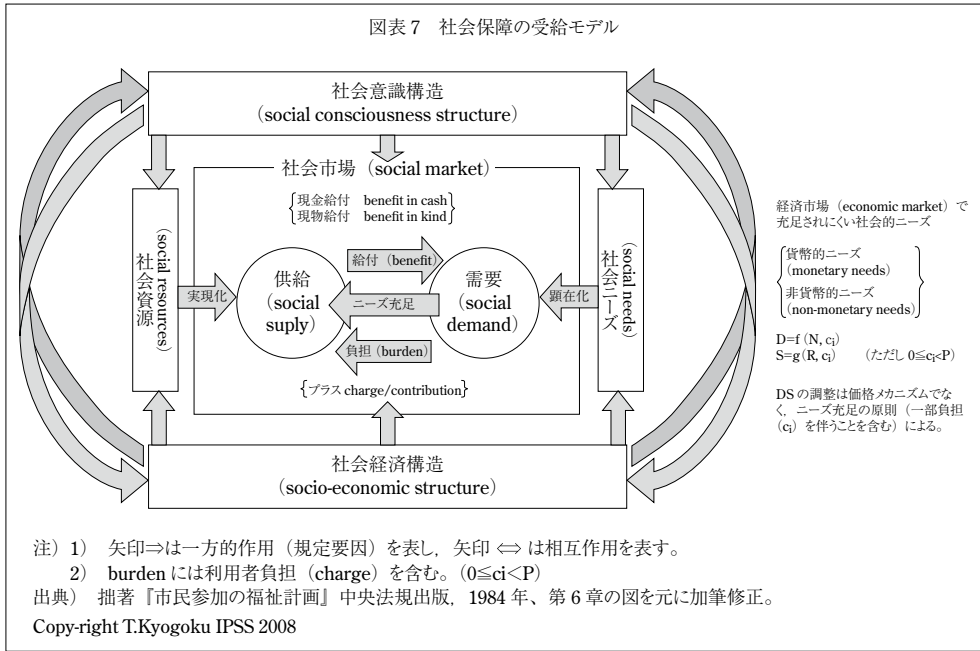 図表7 社会保障の受給モデル
社会意識構造
(social consciousness structure)
社会市場 (social market)
現金給付 benefit in cash
現物給付 benefit in kind
(social resources)
社会資源
実現化
供給
(social
suply)
給付 (benefit)
ニーズ充足
負担 (burden)
需要
(social
demand)
顕在化
(social needs)
社会ニーズ
{プラス charge/contribution}
社会経済構造
(socio-economic structure)
経済市場 (economic market) で
充足されにくい社会的ニーズ
貨幣的ニーズ
(monetary needs)
非貨幣的ニーズ
(non-monetary needs)
D=f (N, ci)
S=g(R, ci) (ただし 0≦ci<P)
DS の調整は価格メカニズムでな
く, ニーズ充足の原則 (一部負担
(ci) を伴うことを含む) による。
注) 1) 矢印⇒は一方的作用 (規定要因) を表し, 矢印 ⇔ は相互作用を表す。
2) burden には利用者負担 (charge) を含む。(0≦ci<P)
出典) 拙著『市民参加の福祉計画』中央法規出版, 1984 年、第 6 章の図を元に加筆修正。
Copy-right T.Kyogoku IPSS 2008